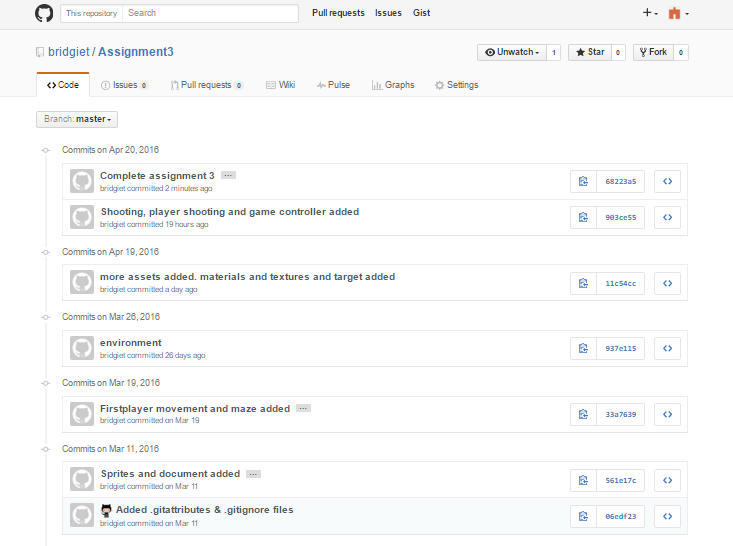 This repository Search Pull requests Issues Gist
bridgiet / Assignment3 Unwatch 1 Star 0 Fork 0
Code Issues 0 Pull requests 0 Wiki Pulse Graphs Settings
Branch: master
Commits on Apr 20, 2016
Complete assignment 3 …
bridgiet committed 2 minutes ago
68223a5
Shooting, player shooting and game controller added
bridgiet committed 19 hours ago
903ce55
Commits on Apr 19, 2016
more assets added. materials and textures and target added
bridgiet committed a day ago
11c54cc
Commits on Mar 26, 2016
environment
bridgiet committed 26 days ago
937e115
Commits on Mar 19, 2016
Firstplayer movement and maze added …
bridgiet committed on Mar 19
33a7639
Commits on Mar 11, 2016
Sprites and document added …
bridgiet committed on Mar 11
561e17c
Added .gitattributes & .gitignore files
bridgiet committed on Mar 11
06edf23